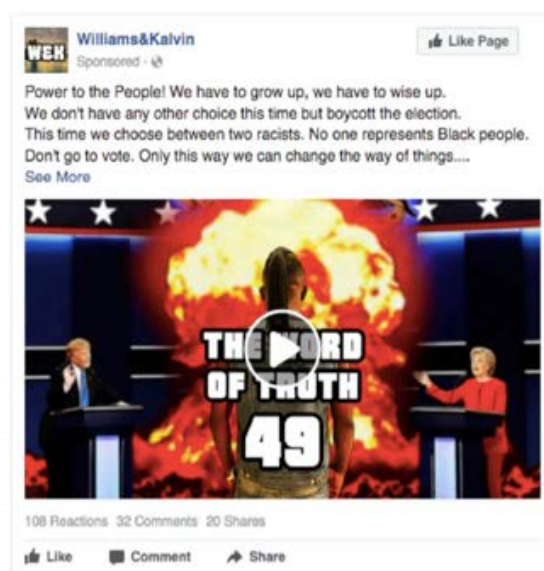 W&K
Williams&Kalvin
Like Page
Sponsored ·
Power to the People! We have to grow up, we have to wise up.
We don't have any other choice this time but boycott the election.
This time we choose between two racists. No one represents Black people.
Don't go to vote. Only this way we can change the way of things....
See More
THE WORD
OF TRUTH
49
108 Reactions 32 Comments 20 Shares
Like Comment Share